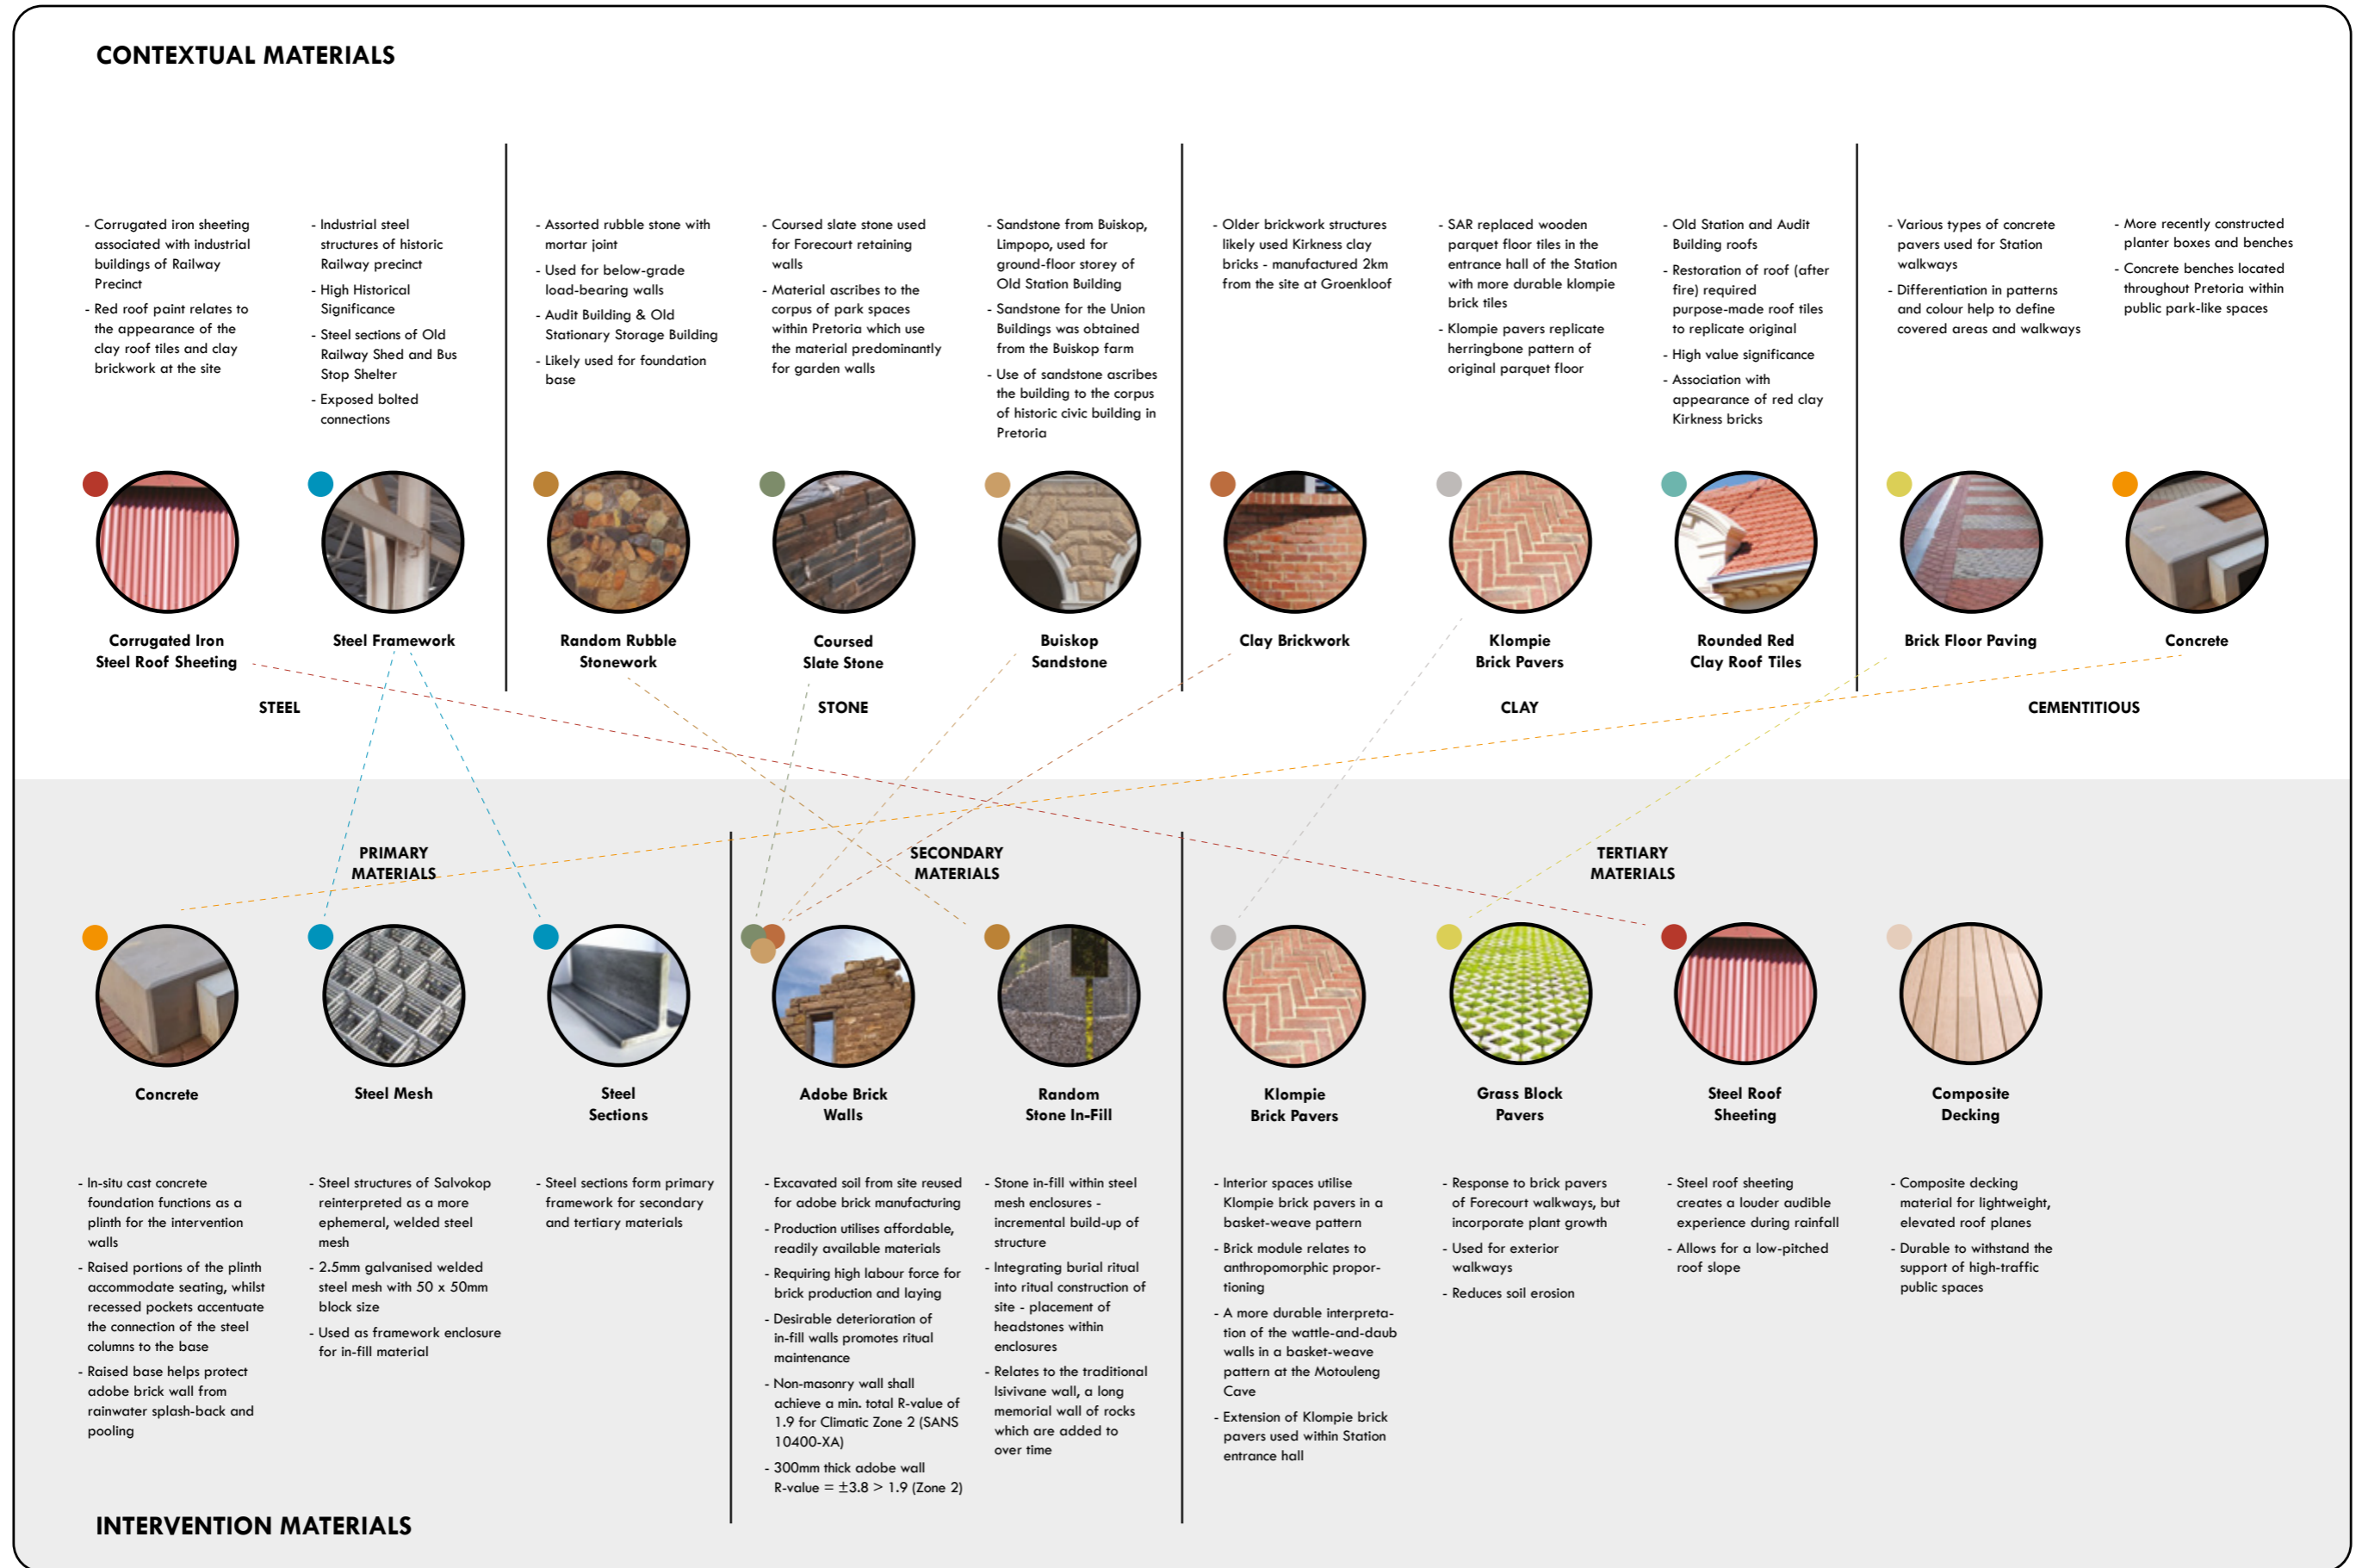 CONTEXTUAL MATERIALS
- Corrugated iron sheeting
associated with industrial
buildings of Railway
Precinct
- Red roof paint relates to
the appearance of the
clay roof tiles and clay
brickwork at the site
- Industrial steel
structures of historic
Railway precinct
- High Historical
Significance
- Steel sections of Old
Railway Shed and Bus
Stop Shelter
- Exposed bolted
connections
- Assorted rubble stone with
mortar joint
- Used for below-grade
load-bearing walls
- Audit Building & Old
Stationary Storage Building
- Likely used for foundation
base
- Coursed slate stone used
for Forecourt retaining
walls
- Material ascribes to the
corpus of park spaces
within Pretoria which use
the material predominantly
for garden walls
- Sandstone from Buiskop,
Limpopo, used for
ground-floor storey of
Old Station Building
- Sandstone for the Union
Buildings was obtained
from the Buiskop farm
- Use of sandstone ascribes
the building to the corpus
of historic civic building in
Pretoria
- Older brickwork structures
likely used Kirkness clay
bricks - manufactured 2km
from the site at Groenkloof
- SAR replaced wooden
parquet floor tiles in the
entrance hall of the Station
with more durable klompie
brick tiles
- Klompie pavers replicate
herringbone pattern of
original parquet floor
- Old Station and Audit
Building roofs
- Restoration of roof (after
fire) required
purpose-made roof tiles
to replicate original
- High value significance
- Association with
appearance of red clay
Kirkness bricks
- Various types of concrete
pavers used for Station
walkways
- Differentiation in patterns
and colour help to define
covered areas and walkways
- More recently constructed
planter boxes and benches
- Concrete benches located
throughout Pretoria within
public park-like spaces
Corrugated Iron
Steel Roof Sheeting
Steel Framework
Random Rubble
Stonework
Coursed
Slate Stone
Buiskop
Sandstone
Clay Brickwork
Klompie
Brick Pavers
Rounded Red
Clay Roof Tiles
Brick Floor Paving
Concrete
STEEL
STONE
CLAY
CEMENTITIOUS
PRIMARY
MATERIALS
SECONDARY
MATERIALS
TERTIARY
MATERIALS
Concrete
Steel Mesh
Steel
Sections
Adobe Brick
Walls
Random
Stone In-Fill
Klompie
Brick Pavers
Grass Block
Pavers
Steel Roof
Sheeting
Composite
Decking
- In-situ cast concrete
foundation functions as a
plinth for the intervention
walls
- Raised portions of the plinth
accommodate seating, whilst
recessed pockets accentuate
the connection of the steel
columns to the base
- Raised base helps protect
adobe brick wall from
rainwater splash-back and
pooling
- Steel structures of Salvokop
reinterpreted as a more
ephemeral, welded steel
mesh
- 2.5mm galvanised welded
steel mesh with 50 x 50mm
block size
- Used as framework enclosure
for in-fill material
- Steel sections form primary
framework for secondary
and tertiary materials
- Excavated soil from site reused
for adobe brick manufacturing
- Production utilises affordable,
readily available materials
- Requiring high labour force for
brick production and laying
- Desirable deterioration of
in-fill walls promotes ritual
maintenance
- Non-masonry wall shall
achieve a min. total R-value of
1.9 for Climatic Zone 2 (SANS
10400-XA)
- 300mm thick adobe wall
R-value = ±3.8 > 1.9 (Zone 2)
- Stone in-fill within steel
mesh enclosures -
incremental build-up of
structure
- Integrating burial ritual
into ritual construction of
site - placement of
headstones within
enclosures
- Relates to the traditional
Isivivane wall, a long
memorial wall of rocks
which are added to
over time
- Interior spaces utilise
Klompie brick pavers in a
basket-weave pattern
- Brick module relates to
anthropomorphic propor-
tioning
- A more durable interpreta-
tion of the wattle-and-daub
walls in a basket-weave
pattern at the Motouleng
Cave
- Extension of Klompie brick
pavers used within Station
entrance hall
- Response to brick pavers
of Forecourt walkways, but
incorporate plant growth
- Used for exterior
walkways
- Reduces soil erosion
- Steel roof sheeting
creates a louder audible
experience during rainfall
- Allows for a low-pitched
roof slope
- Composite decking
material for lightweight,
elevated roof planes
- Durable to withstand the
support of high-traffic
public spaces
INTERVENTION MATERIALS